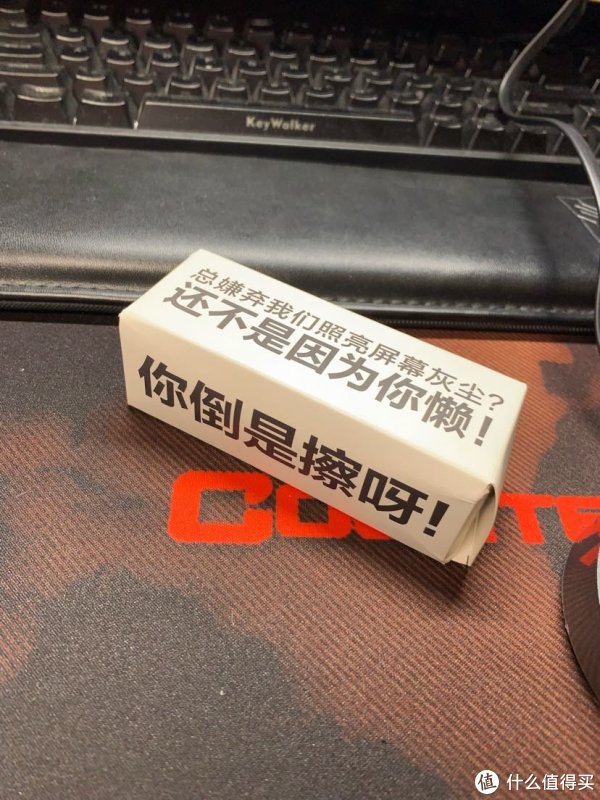 KeyWalker
总嫌弃我们照亮屏幕灰尘?
还不是因为你懒!
你倒是擦呀!
COUNTE
值 什么值得买